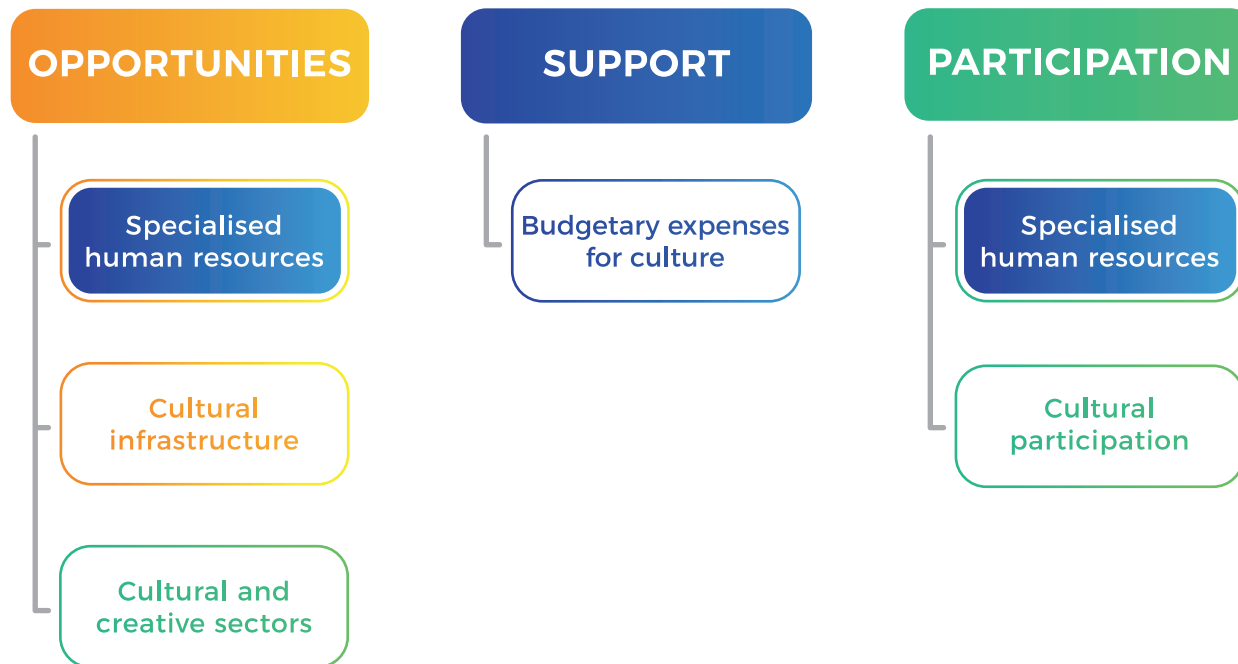 OPPORTUNITIES
Specialised
human resources
Cultural
infrastructure
Cultural and
creative sectors
SUPPORT
Budgetary expenses
for culture
PARTICIPATION
Specialised
human resources
Cultural
participation